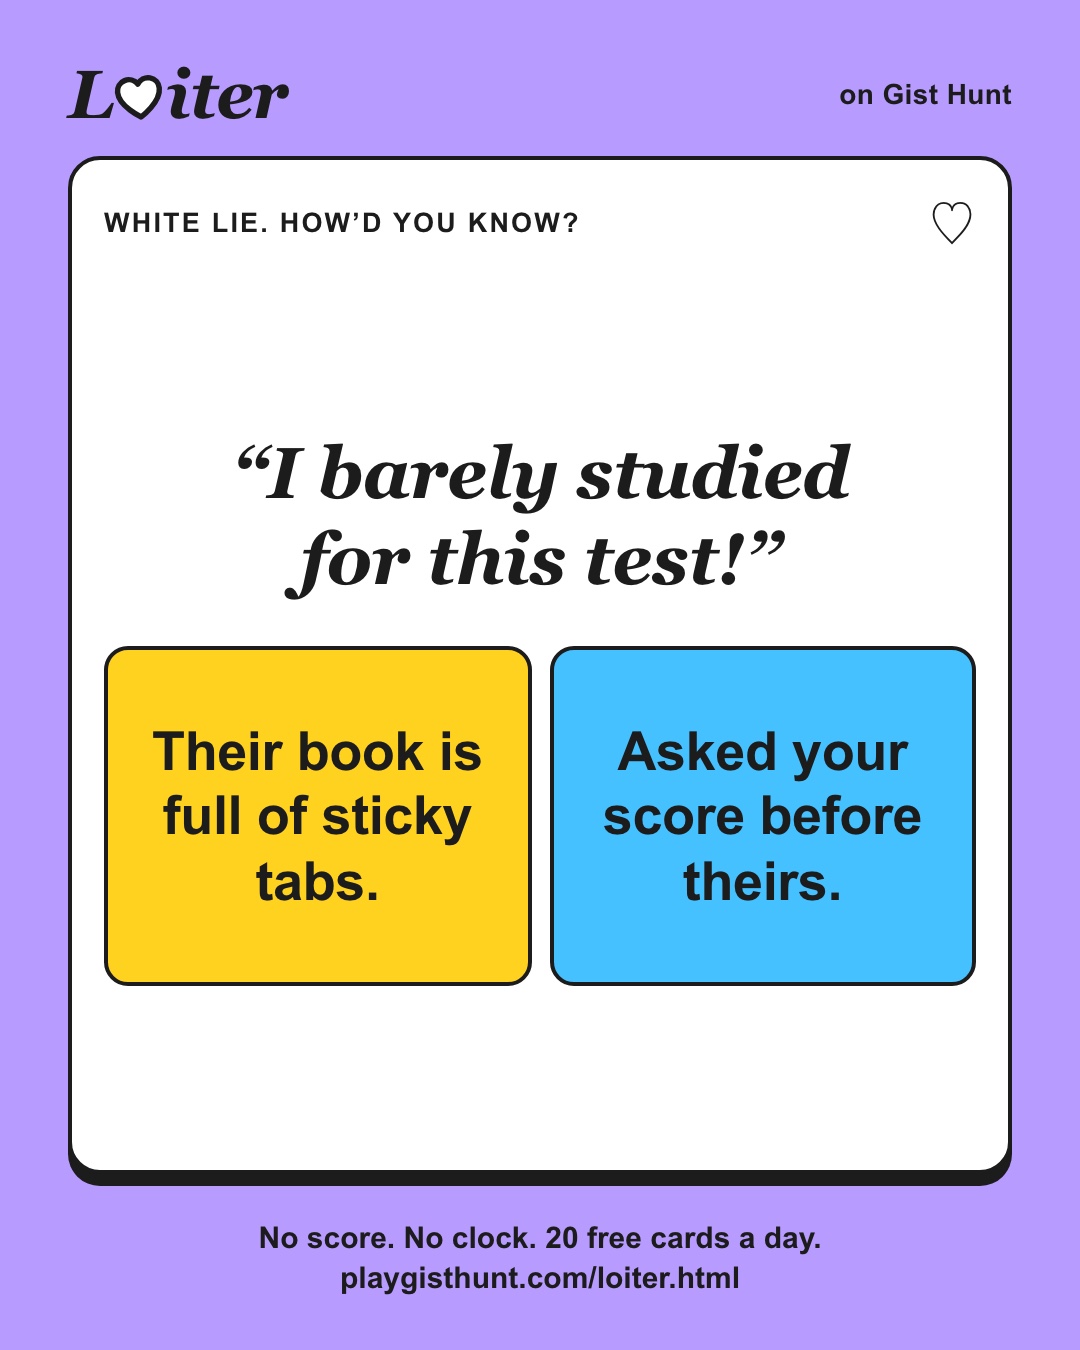 Loiter
on Gist Hunt
WHITE LIE. HOW’D YOU KNOW?
“I barely studied
for this test!”
Their book is
full of sticky
tabs.
Asked your
score before
theirs.
No score. No clock. 20 free cards a day.
playgisthunt.com/loiter.html